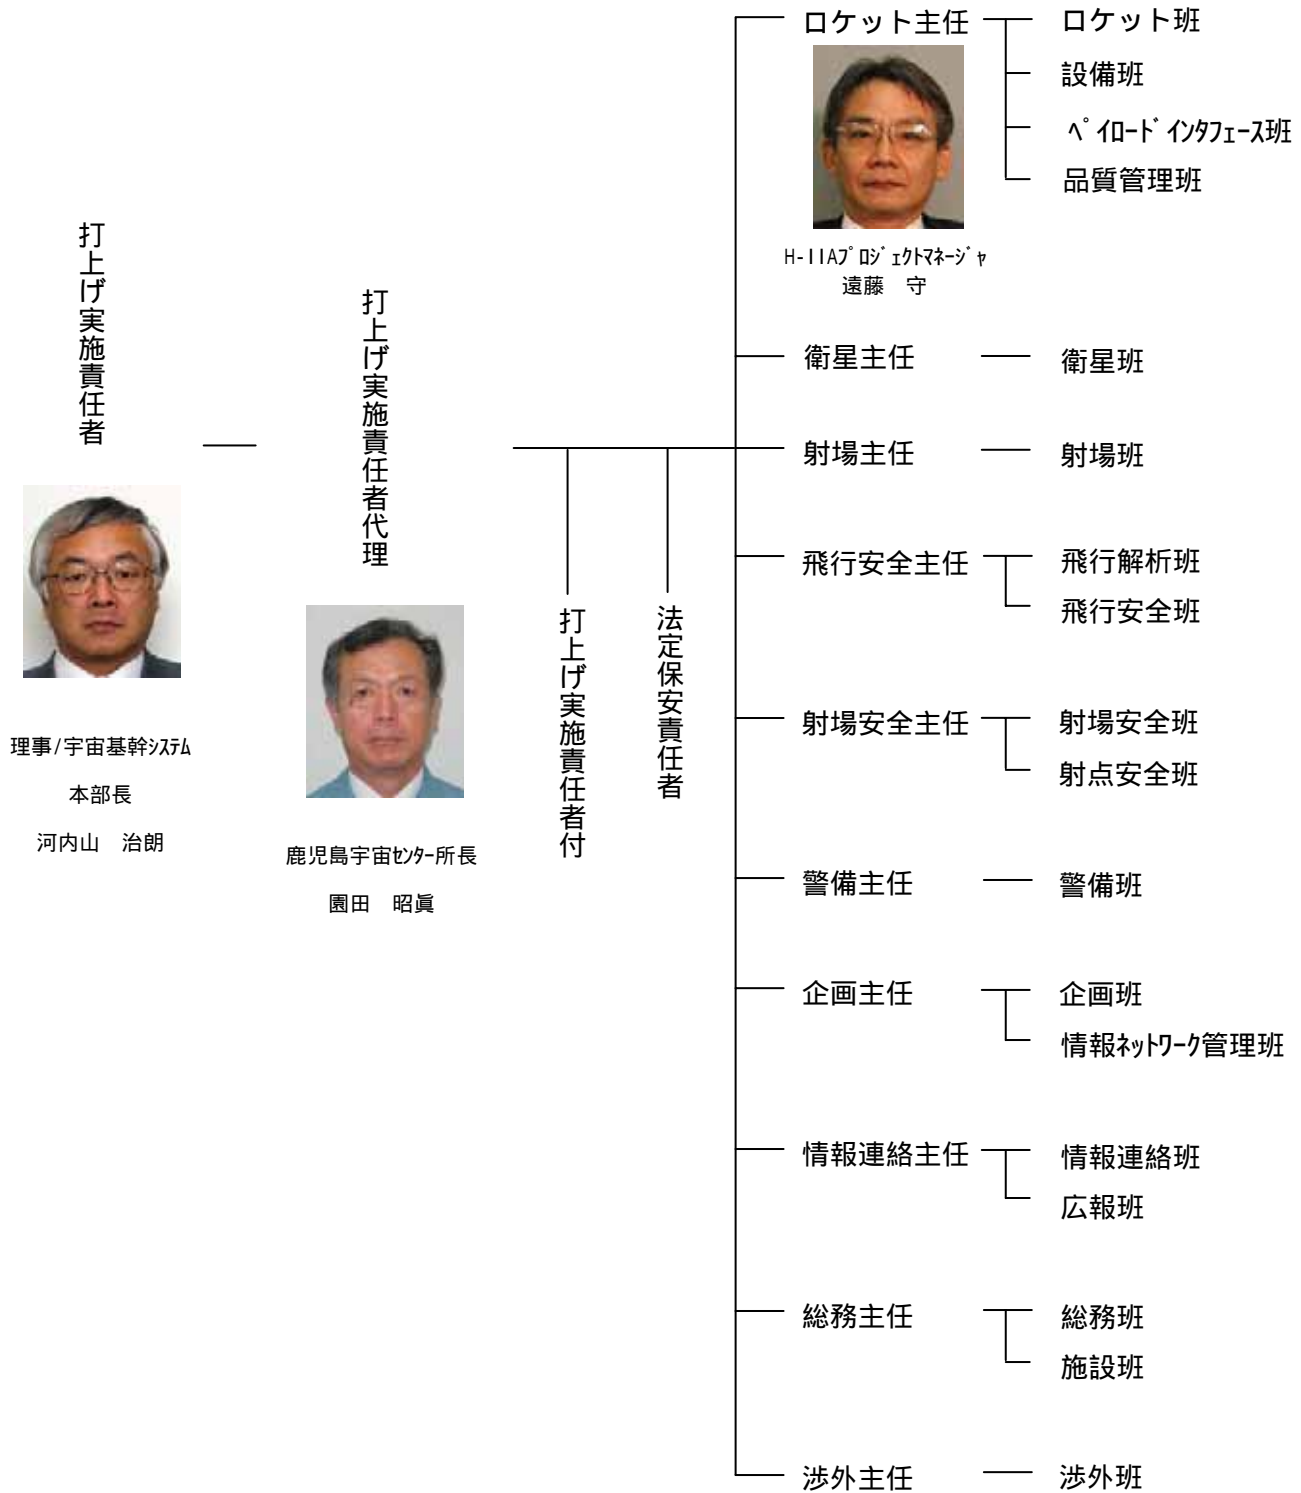 打上げ実施責任者
理事/宇宙基幹ｼｽﾃﾑ
本部長
河内山　治朗
打上げ実施責任者代理
鹿児島宇宙ｾﾝﾀｰ所長
園田　昭眞
打上げ実施責任者付
法定保安責任者
ロケット主任
H-IIAﾌﾟﾛｼﾞｪｸﾄﾏﾈｰｼﾞｬ
遠藤　守
ロケット班
設備班
ﾍﾟｲﾛｰﾄﾞｲﾝﾀﾌｪｰｽ班
品質管理班
衛星主任
衛星班
射場主任
射場班
飛行安全主任
飛行解析班
飛行安全班
射場安全主任
射場安全班
射点安全班
警備主任
警備班
企画主任
企画班
情報ﾈｯﾄﾜｰｸ管理班
情報連絡主任
情報連絡班
広報班
総務主任
総務班
施設班
渉外主任
渉外班